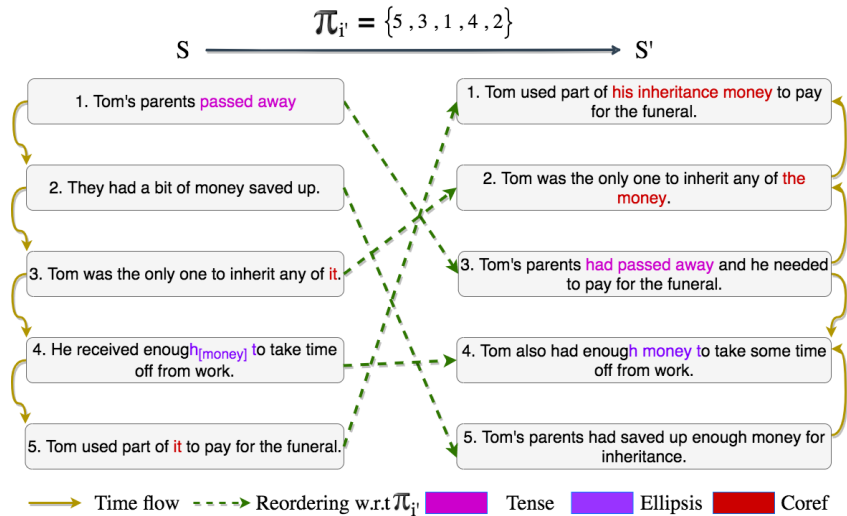 πi' = {5 , 3 , 1 , 4 , 2}
S S'
1. Tom's parents passed away
2. They had a bit of money saved up.
3. Tom was the only one to inherit any of it.
4. He received enough[money] to take time
off from work.
5. Tom used part of it to pay for the funeral.
1. Tom used part of his inheritance money to pay
for the funeral.
2. Tom was the only one to inherit any of the
money.
3. Tom's parents had passed away and he needed
to pay for the funeral.
4. Tom also had enough money to take some time
off from work.
5. Tom's parents had saved up enough money for
inheritance.
Time flow Reordering w.r.t πi' Tense Ellipsis Coref